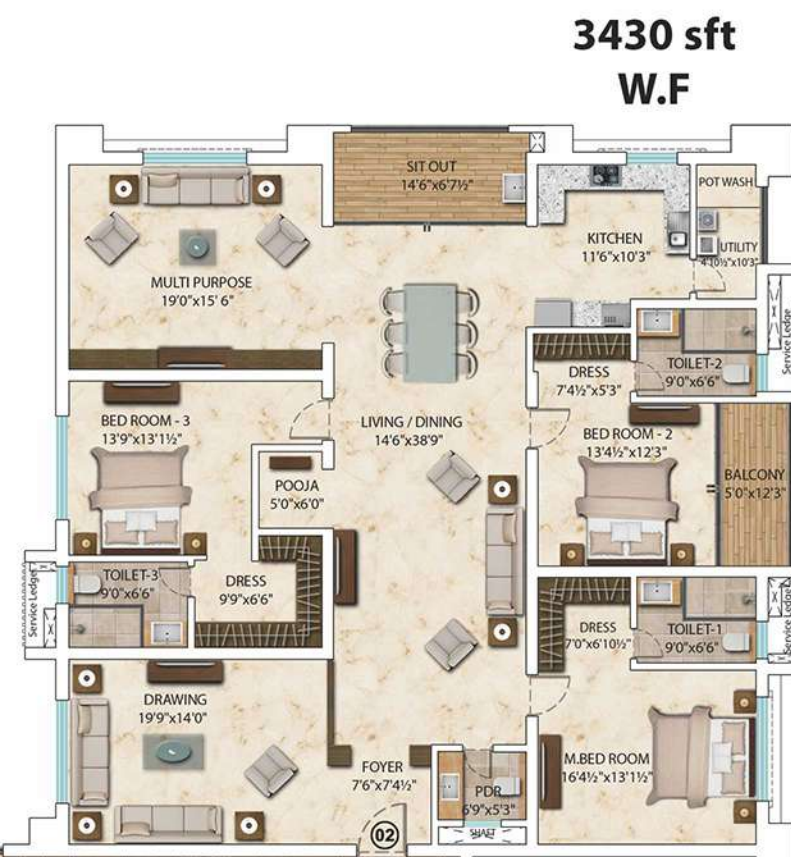 3430 sft
W.F
SIT OUT
14'6"x6'7½"
POT WASH
KITCHEN
11'6"x10'3"
UTILITY
4'10½"x10'3"
MULTI PURPOSE
19'0"x15' 6"
Service Ledge
DRESS
7'4½"x5'3"
TOILET-2
9'0"x6'6"
BED ROOM - 3
13'9"x13'1½"
LIVING / DINING
14'6"x38'9"
BED ROOM - 2
13'4½"x12'3"
POOJA
5'0"x6'0"
BALCONY
5'0"x12'3"
TOILET-3
9'0"x6'6"
DRESS
9'9"x6'6"
Service Ledge
DRESS
7'0"x6'10½"
TOILET-1
9'0"x6'6"
Service Ledge
DRAWING
19'9"x14'0"
FOYER
7'6"x7'4½"
M.BED ROOM
16'4½"x13'1½"
PDR
6'9"x5'3"
SHAFT
02